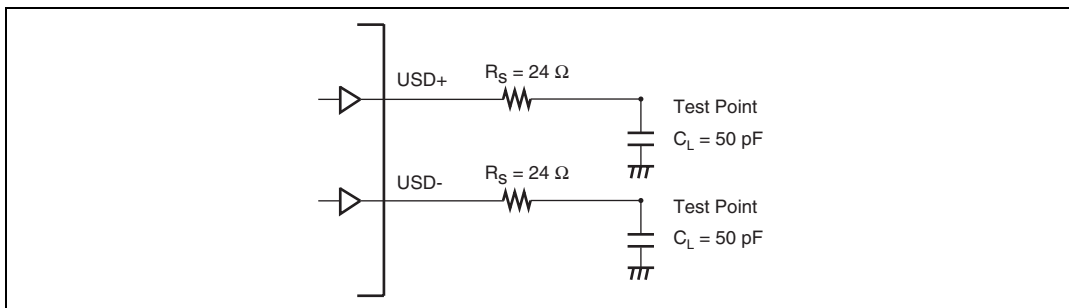 USD+
R_S = 24 Ω
Test Point
C_L = 50 pF
USD-
R_S = 24 Ω
Test Point
C_L = 50 pF